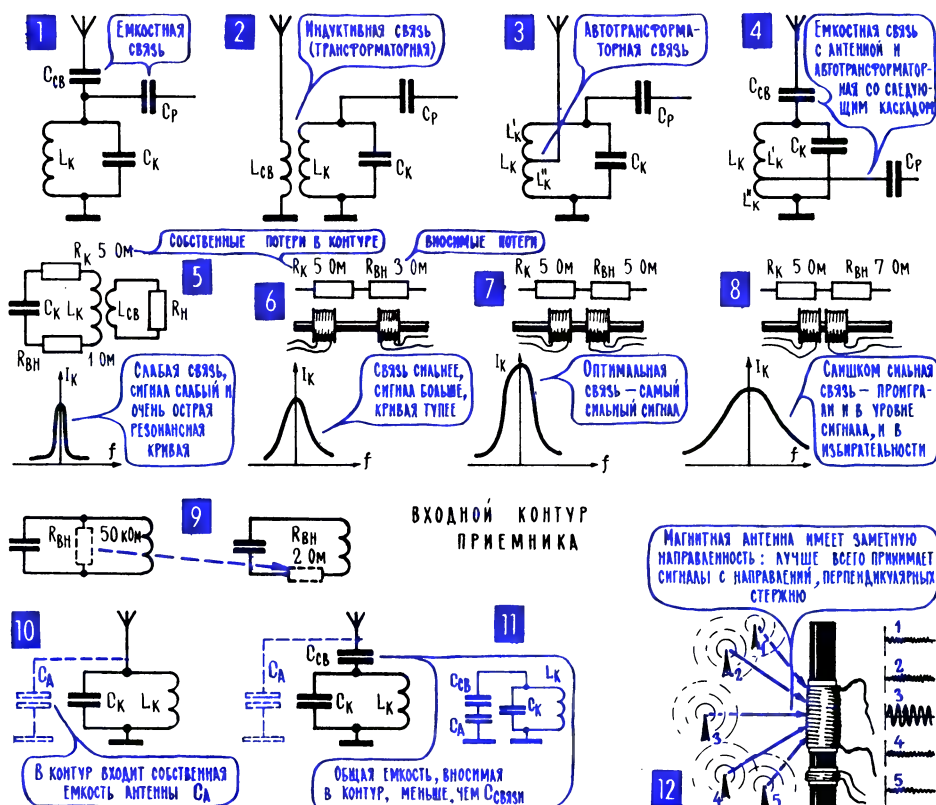 1
Емкостная
связь
Cсв
Cр
Lк
Cк
2
Индуктивная связь
(трансформаторная)
Cр
Lсв
Lк
Cк
3
Автотрансформа-
торная связь
Cр
L'к
Lк
L"к
Cк
4
Емкостная связь
с антенной и
автотрансформатор-
ная со следую-
щим каскадом
Cсв
Cк
Lк
L'к
L"к
Cр
Собственные потери в контуре
Вносимые потери
5
Rк 5 Ом
Cк Lк
Lсв
Rн
Rвн
1 Ом
Iк
f
Слабая связь,
сигнал слабый и
очень острая
резонансная
кривая
6
Rк 5 Ом Rвн 3 Ом
Iк
f
Связь сильнее,
сигнал больше,
кривая тупее
7
Rк 5 Ом Rвн 5 Ом
Iк
f
Оптимальная
связь — самый
сильный сигнал
8
Rк 5 Ом Rвн 7 Ом
Iк
f
Слишком сильная
связь — проигра-
ли и в уровне
сигнала, и в
избирательности
9
Rвн
50 кОм
Rвн
2 Ом
ВХОДНОЙ КОНТУР
ПРИЕМНИКА
10
CА
Cк
Lк
В контур входит собственная
емкость антенны CА
11
Cсв
CА
Cк
Lк
Cсв
CА
Cк
Lк
Общая емкость, вносимая
в контур, меньше, чем Cсвязи
Магнитная антенна имеет заметную
направленность: лучше всего принимает
сигналы с направлений, перпендикулярных
стержню
12
1
2
3
4
5
1
2
3
4
5